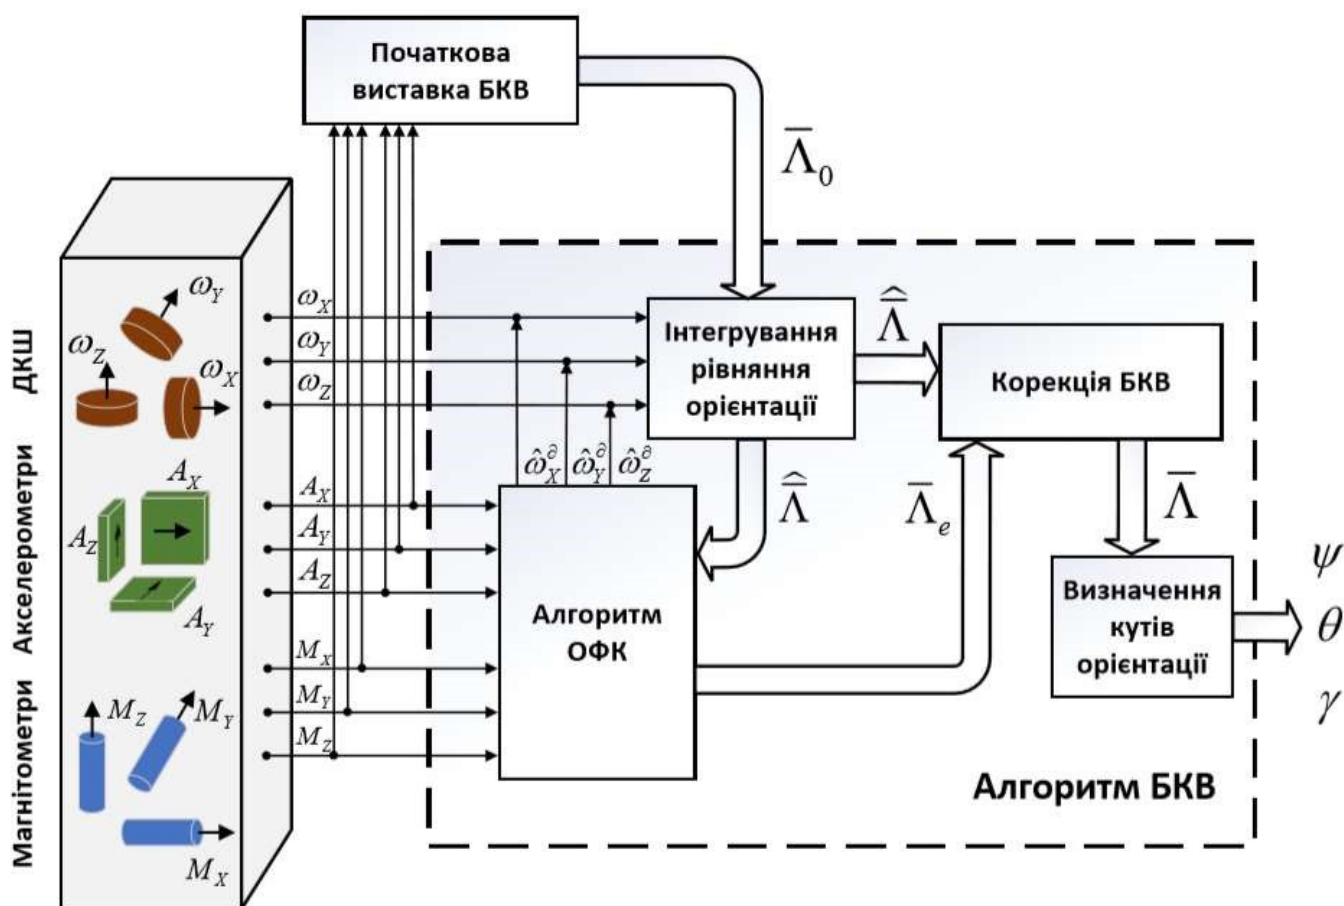 Початкова
виставка БКВ
Λ̅₀
ДКШ
ω_Y
ω_Z
ω_X
ω_X
ω_Y
ω_Z
Інтегрування
рівняння
орієнтації
Λ̅̂
Корекція БКВ
ω̂_X^∂ ω̂_Y^∂ ω̂_Z^∂
Λ̅̂
Λ̅_e
Λ̅
Акселерометри
A_X
A_Z
A_Y
A_X
A_Y
A_Z
Алгоритм
ОФК
Визначення
кутів
орієнтації
ψ
θ
γ
Магнітометри
M_Z
M_Y
M_X
M_X
M_Y
M_Z
Алгоритм БКВ